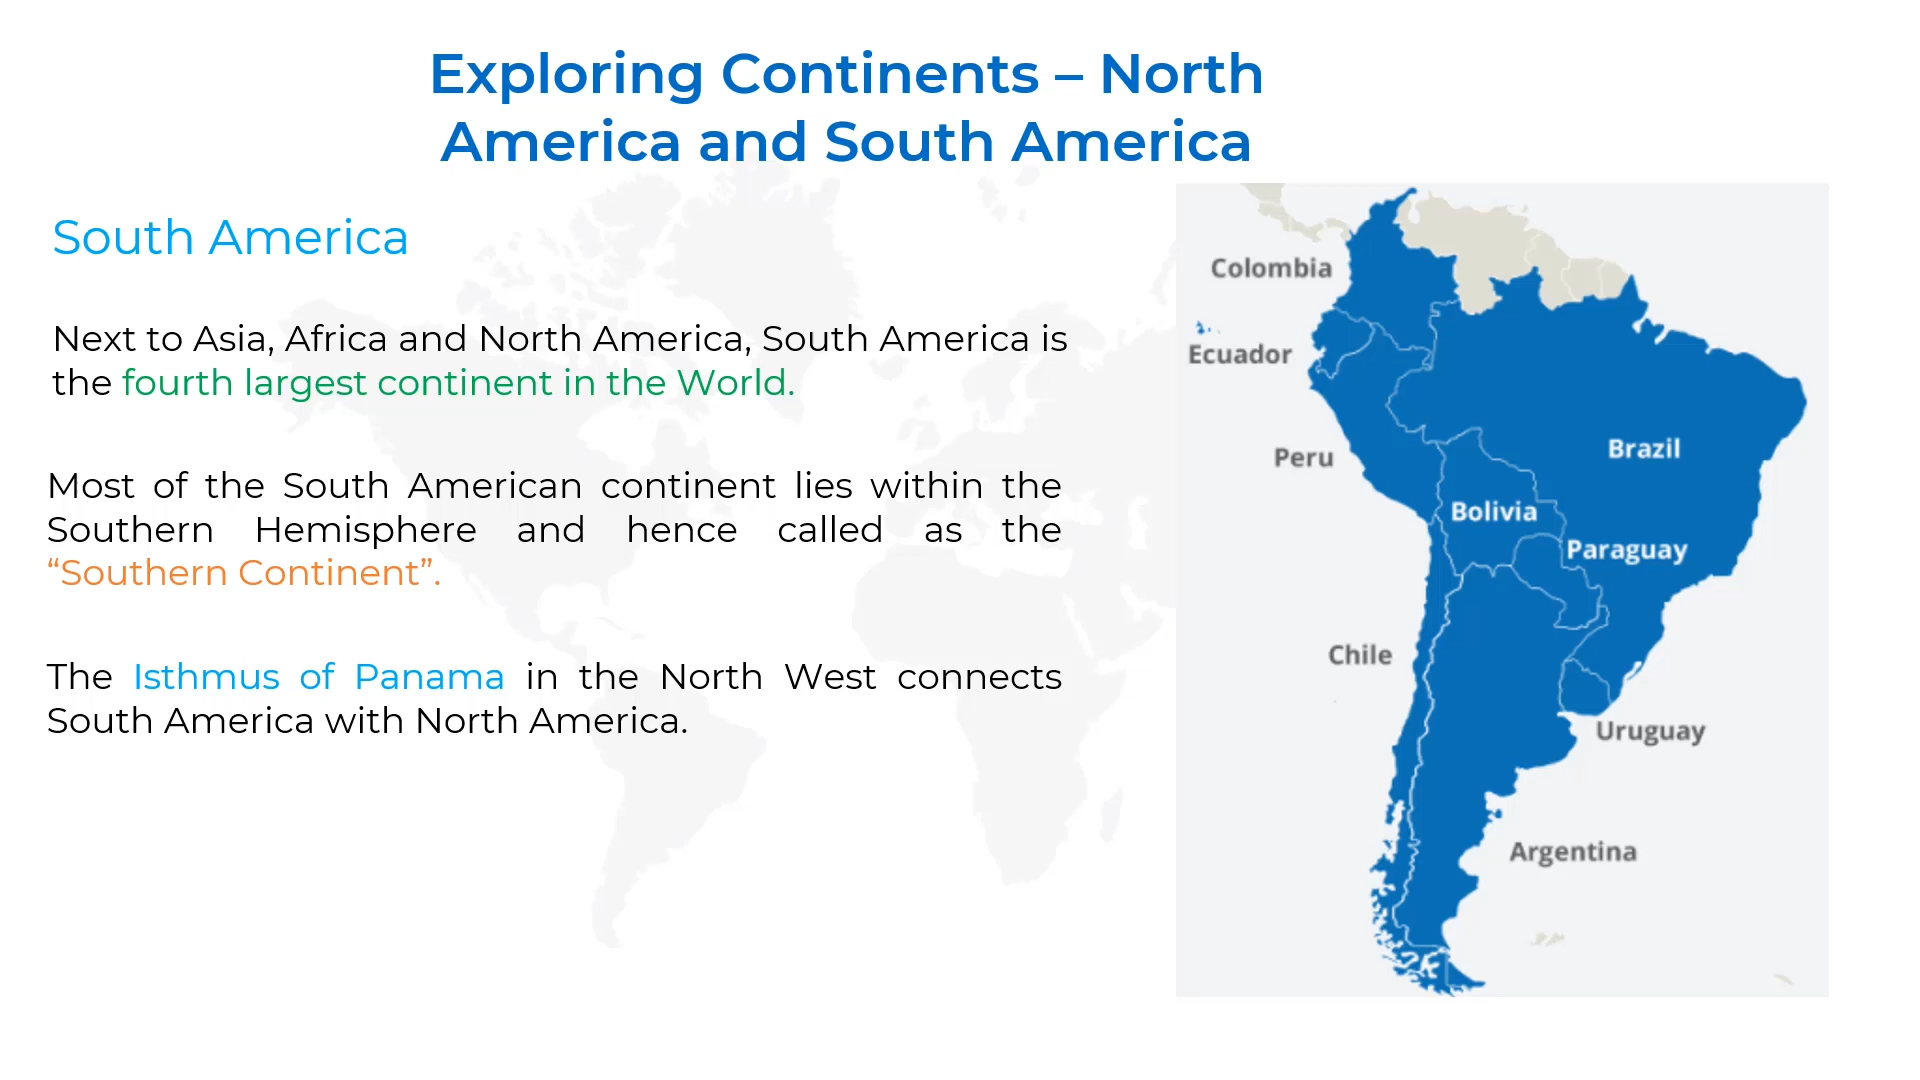 Exploring Continents – North
America and South America
South America
Next to Asia, Africa and North America, South America is
the fourth largest continent in the World.
Most of the South American continent lies within the
Southern Hemisphere and hence called as the
“Southern Continent”.
The Isthmus of Panama in the North West connects
South America with North America.
Colombia
Ecuador
Peru
Brazil
Bolivia
Paraguay
Chile
Uruguay
Argentina